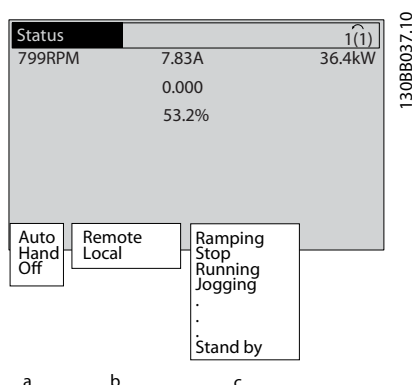 Status
1(1)
799RPM 7.83A 36.4kW
0.000
53.2%
Auto
Hand
Off
Remote
Local
Ramping
Stop
Running
Jogging
.
.
.
Stand by
a b c
130BB037.10